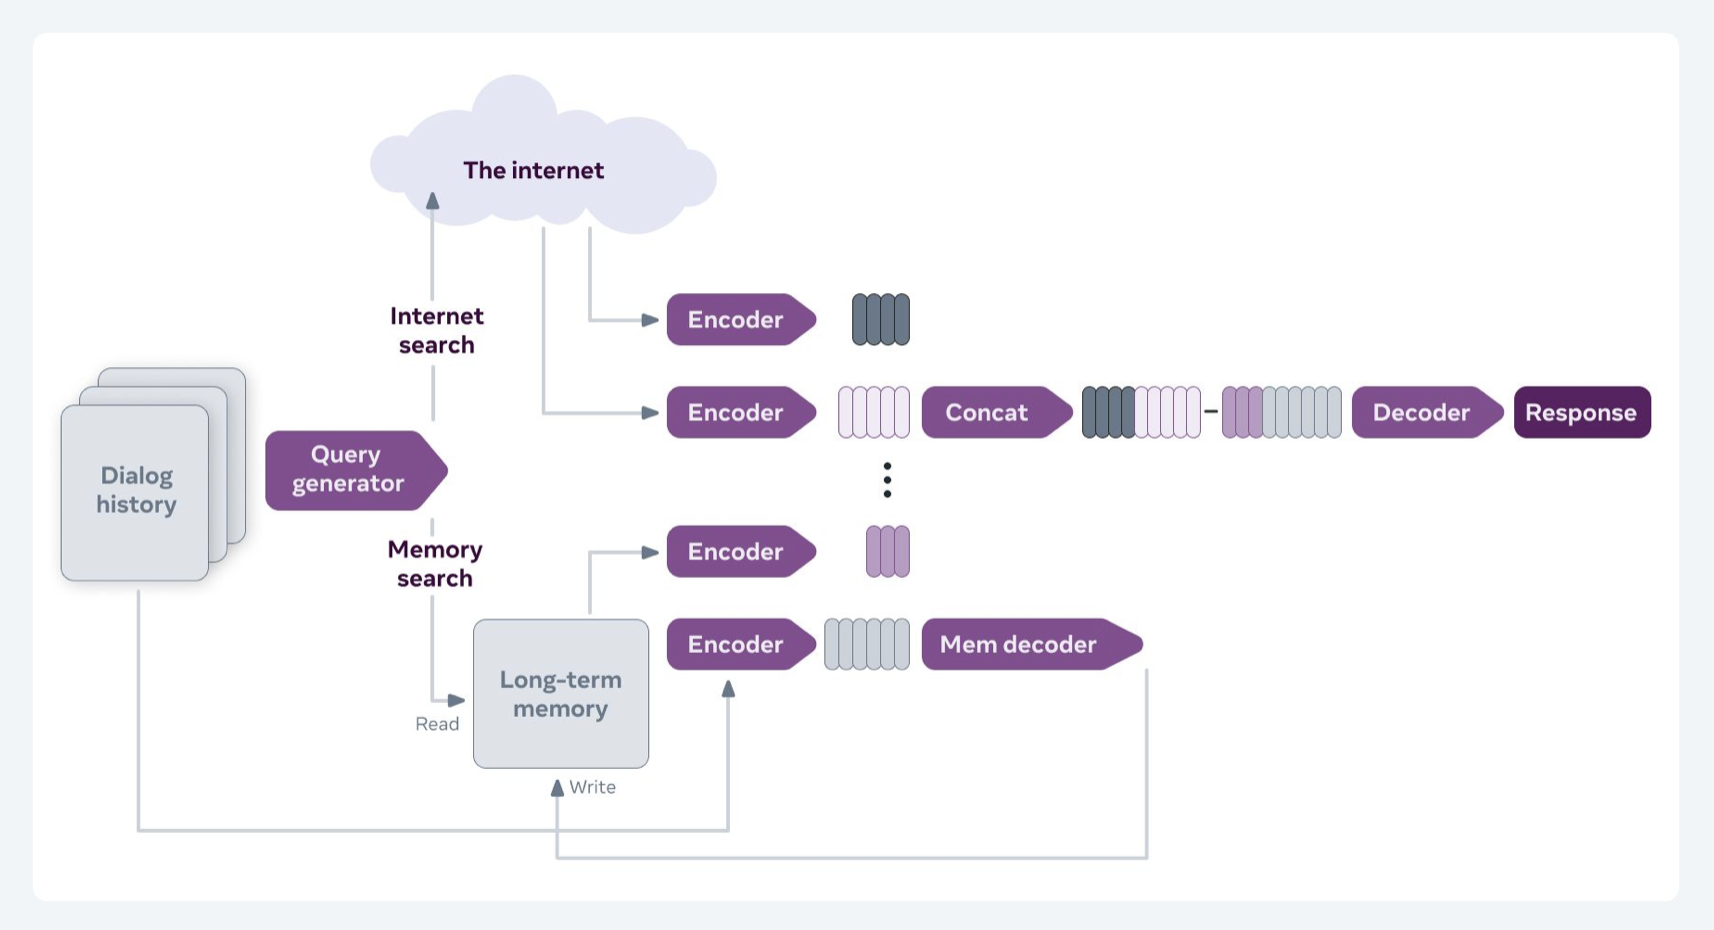 The internet
Internet
search
Encoder
Encoder
Concat
Decoder
Response
Dialog
history
Query
generator
Memory
search
Encoder
Encoder
Mem decoder
Long-term
memory
Read
Write